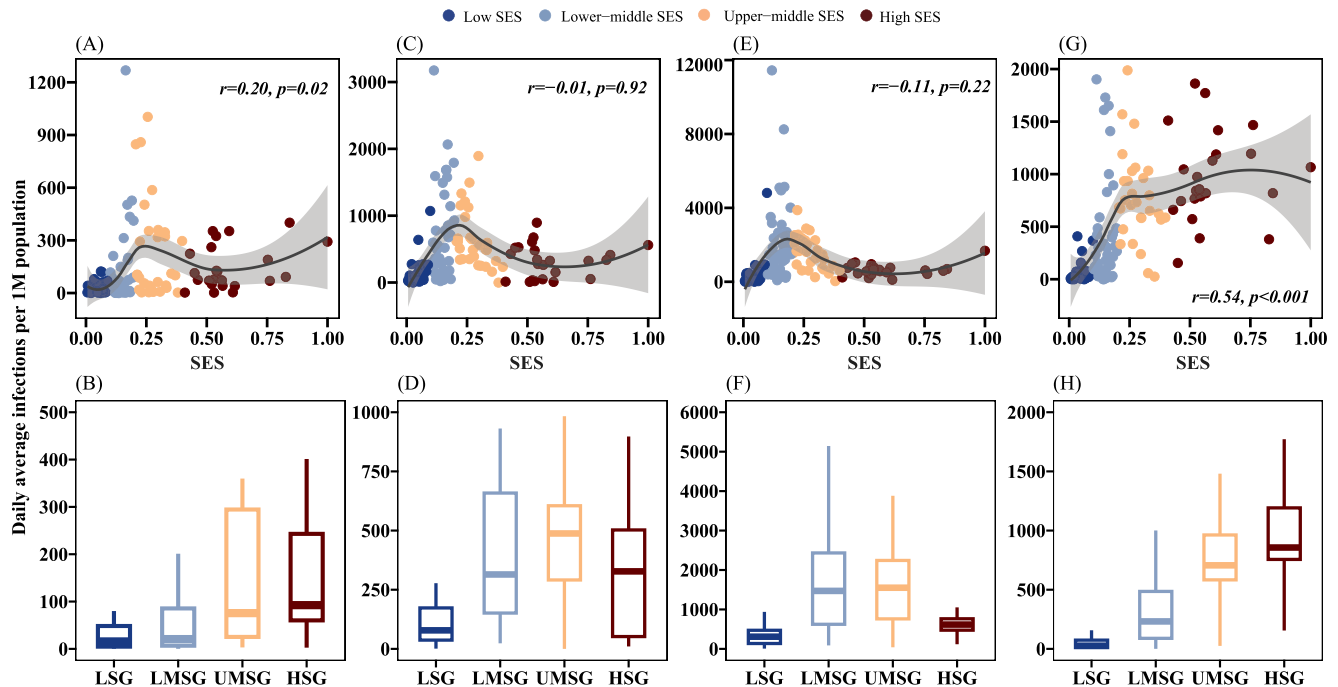 Low SES Lower−middle SES Upper−middle SES High SES
(A) (C) (E) (G)
r=0.20, p=0.02
r=−0.01, p=0.92
r=−0.11, p=0.22
r=0.54, p<0.001
1200
900
600
300
0
3000
2000
1000
0
12000
8000
4000
0
2000
1500
1000
500
0
0.00 0.25 0.50 0.75 1.00
0.00 0.25 0.50 0.75 1.00
0.00 0.25 0.50 0.75 1.00
0.00 0.25 0.50 0.75 1.00
SES SES SES SES
Daily average infections per 1M population
(B) (D) (F) (H)
500
400
300
200
100
0
1000
750
500
250
0
6000
5000
4000
3000
2000
1000
0
2000
1500
1000
500
0
LSG LMSG UMSG HSG
LSG LMSG UMSG HSG
LSG LMSG UMSG HSG
LSG LMSG UMSG HSG